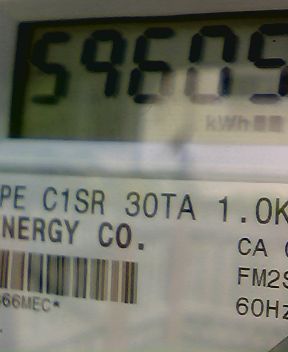 59605
kWh
PE C1SR 30TA 1.0K
NERGY CO.
CA
FM2S
66MEC*
60Hz